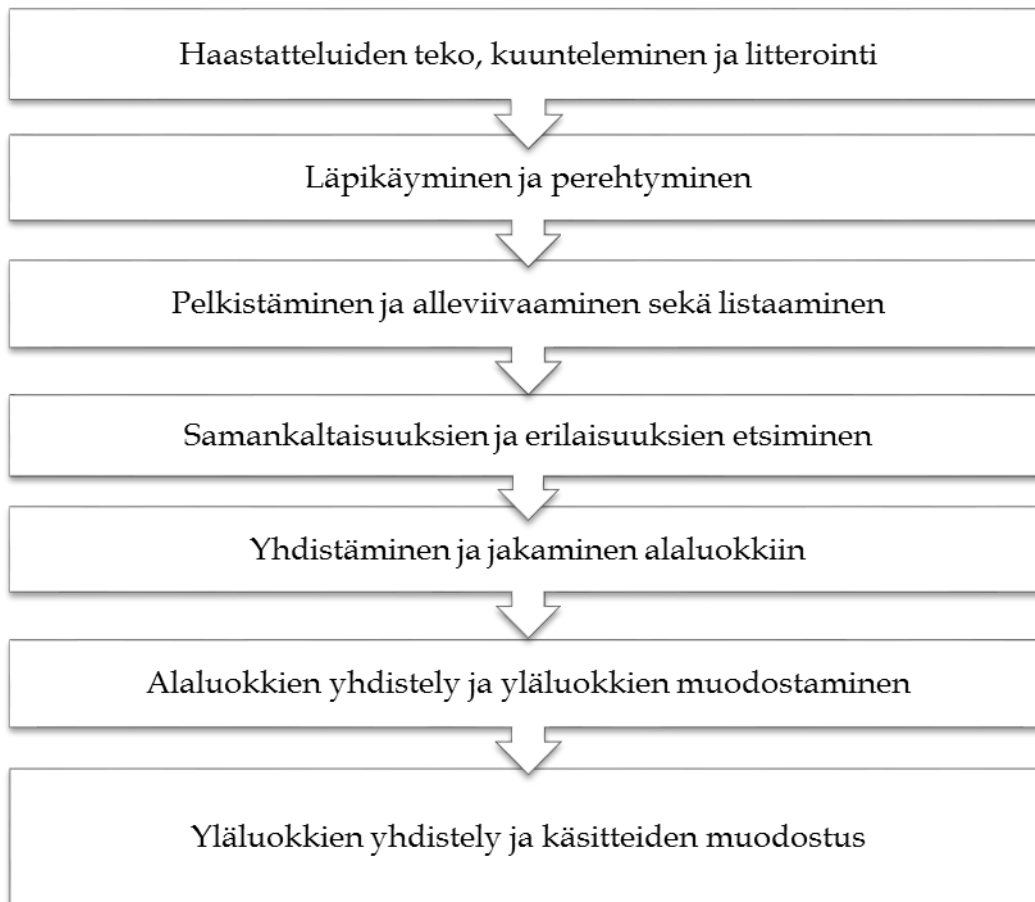 Haastatteluiden teko, kuunteleminen ja litterointi
Läpikäyminen ja perehtyminen
Pelkistäminen ja alleviivaaminen sekä listaaminen
Samankaltaisuuksien ja erilaisuuksien etsiminen
Yhdistäminen ja jakaminen alaluokkiin
Alaluokkien yhdistely ja yläluokkien muodostaminen
Yläluokkien yhdistely ja käsitteiden muodostus